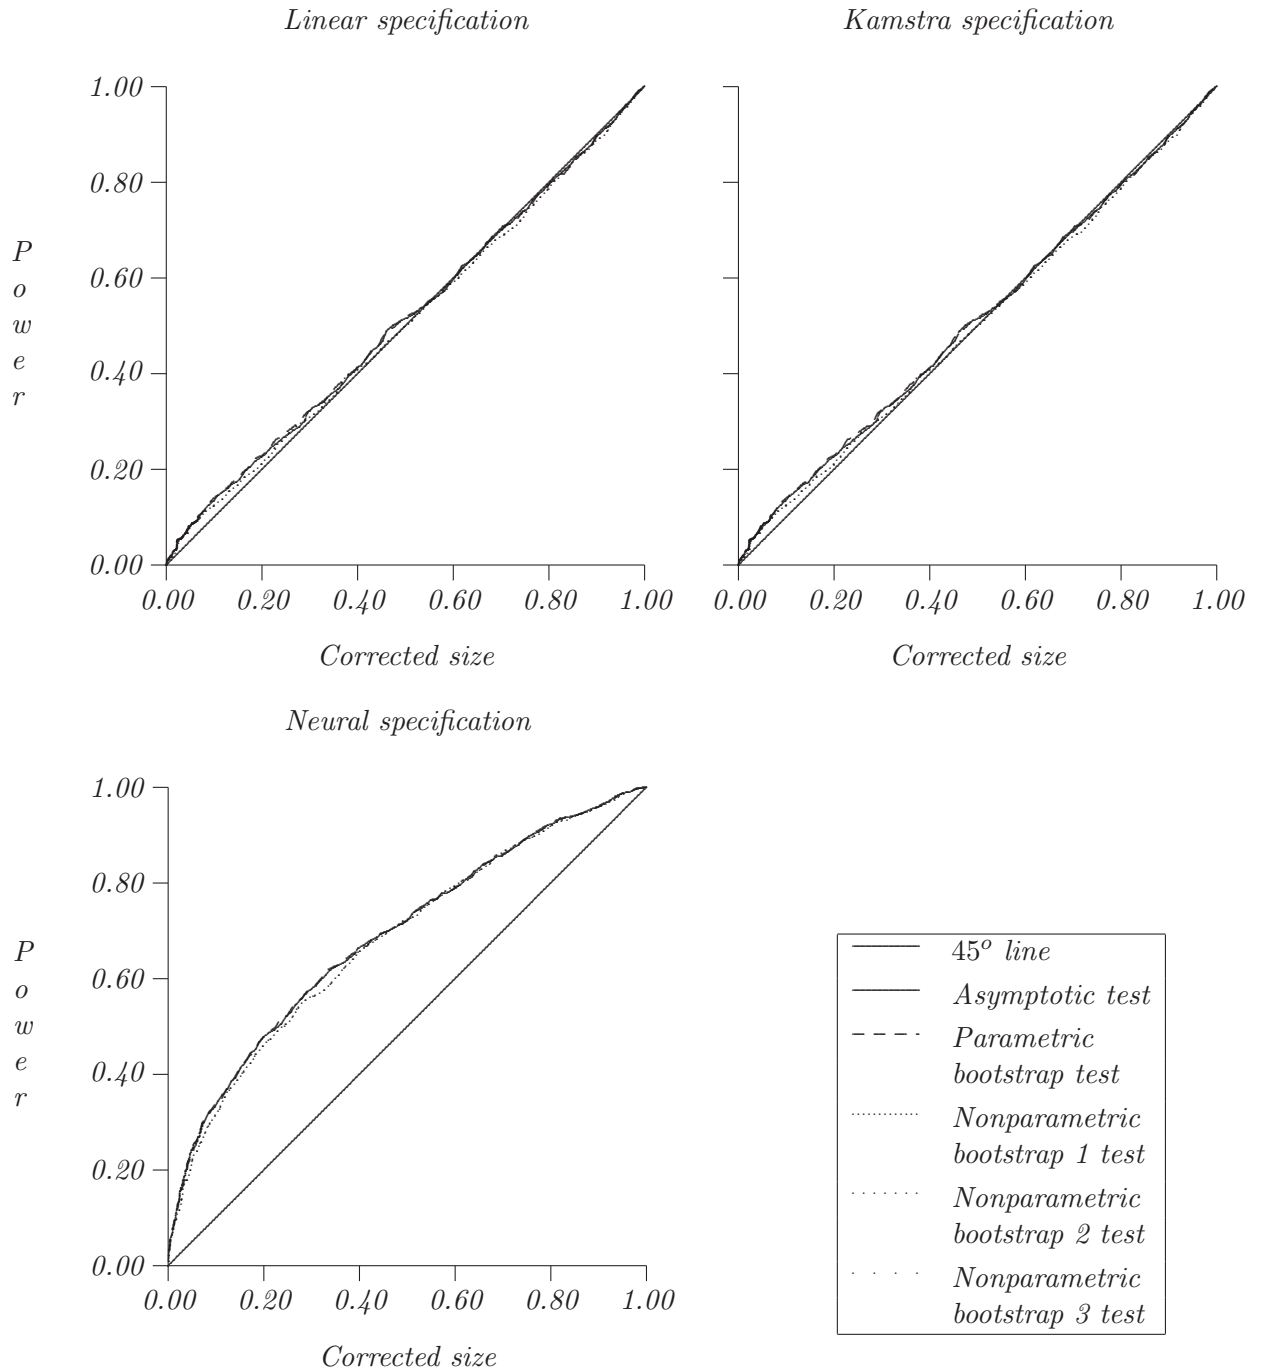 Linear specification
Kamstra specification
1.00
0.80
0.60
0.40
0.20
0.00
P
o
w
e
r
0.00 0.20 0.40 0.60 0.80 1.00
0.00 0.20 0.40 0.60 0.80 1.00
Corrected size
Corrected size
Neural specification
1.00
0.80
0.60
0.40
0.20
0.00
P
o
w
e
r
0.00 0.20 0.40 0.60 0.80 1.00
Corrected size
45° line
Asymptotic test
Parametric
bootstrap test
Nonparametric
bootstrap 1 test
Nonparametric
bootstrap 2 test
Nonparametric
bootstrap 3 test